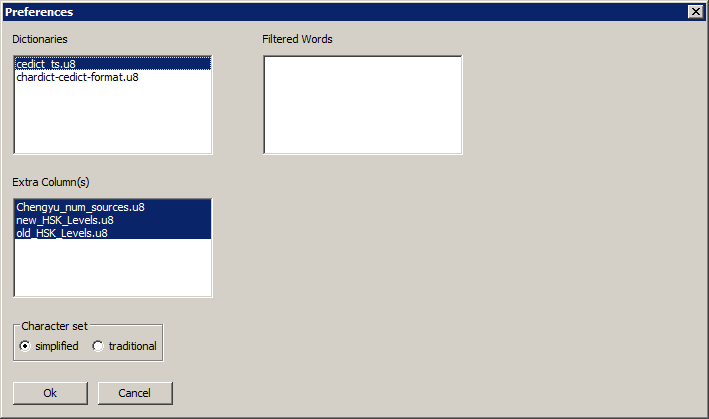 Preferences
Dictionaries
Filtered Words
cedict_ts.u8
chardict-cedict-format.u8
Extra Column(s)
Chengyu_num_sources.u8
new_HSK_Levels.u8
old_HSK_Levels.u8
Character set
simplified
traditional
Ok
Cancel